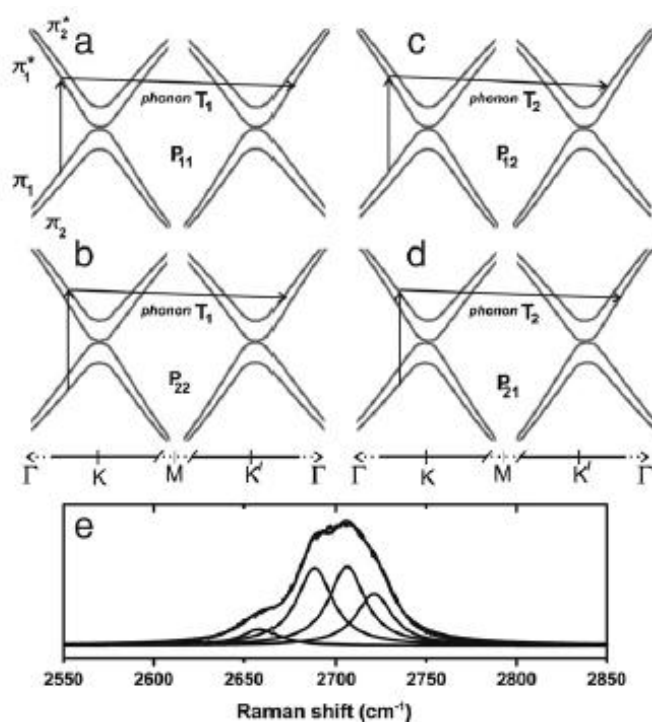 π₂* a c
π₁*
phonon T₁ phonon T₂
P₁₁ P₁₂
π₁
π₂
b d
phonon T₁ phonon T₂
P₂₂ P₂₁
Γ K M K′ Γ Γ K M K′ Γ
e
2550 2600 2650 2700 2750 2800 2850
Raman shift (cm⁻¹)